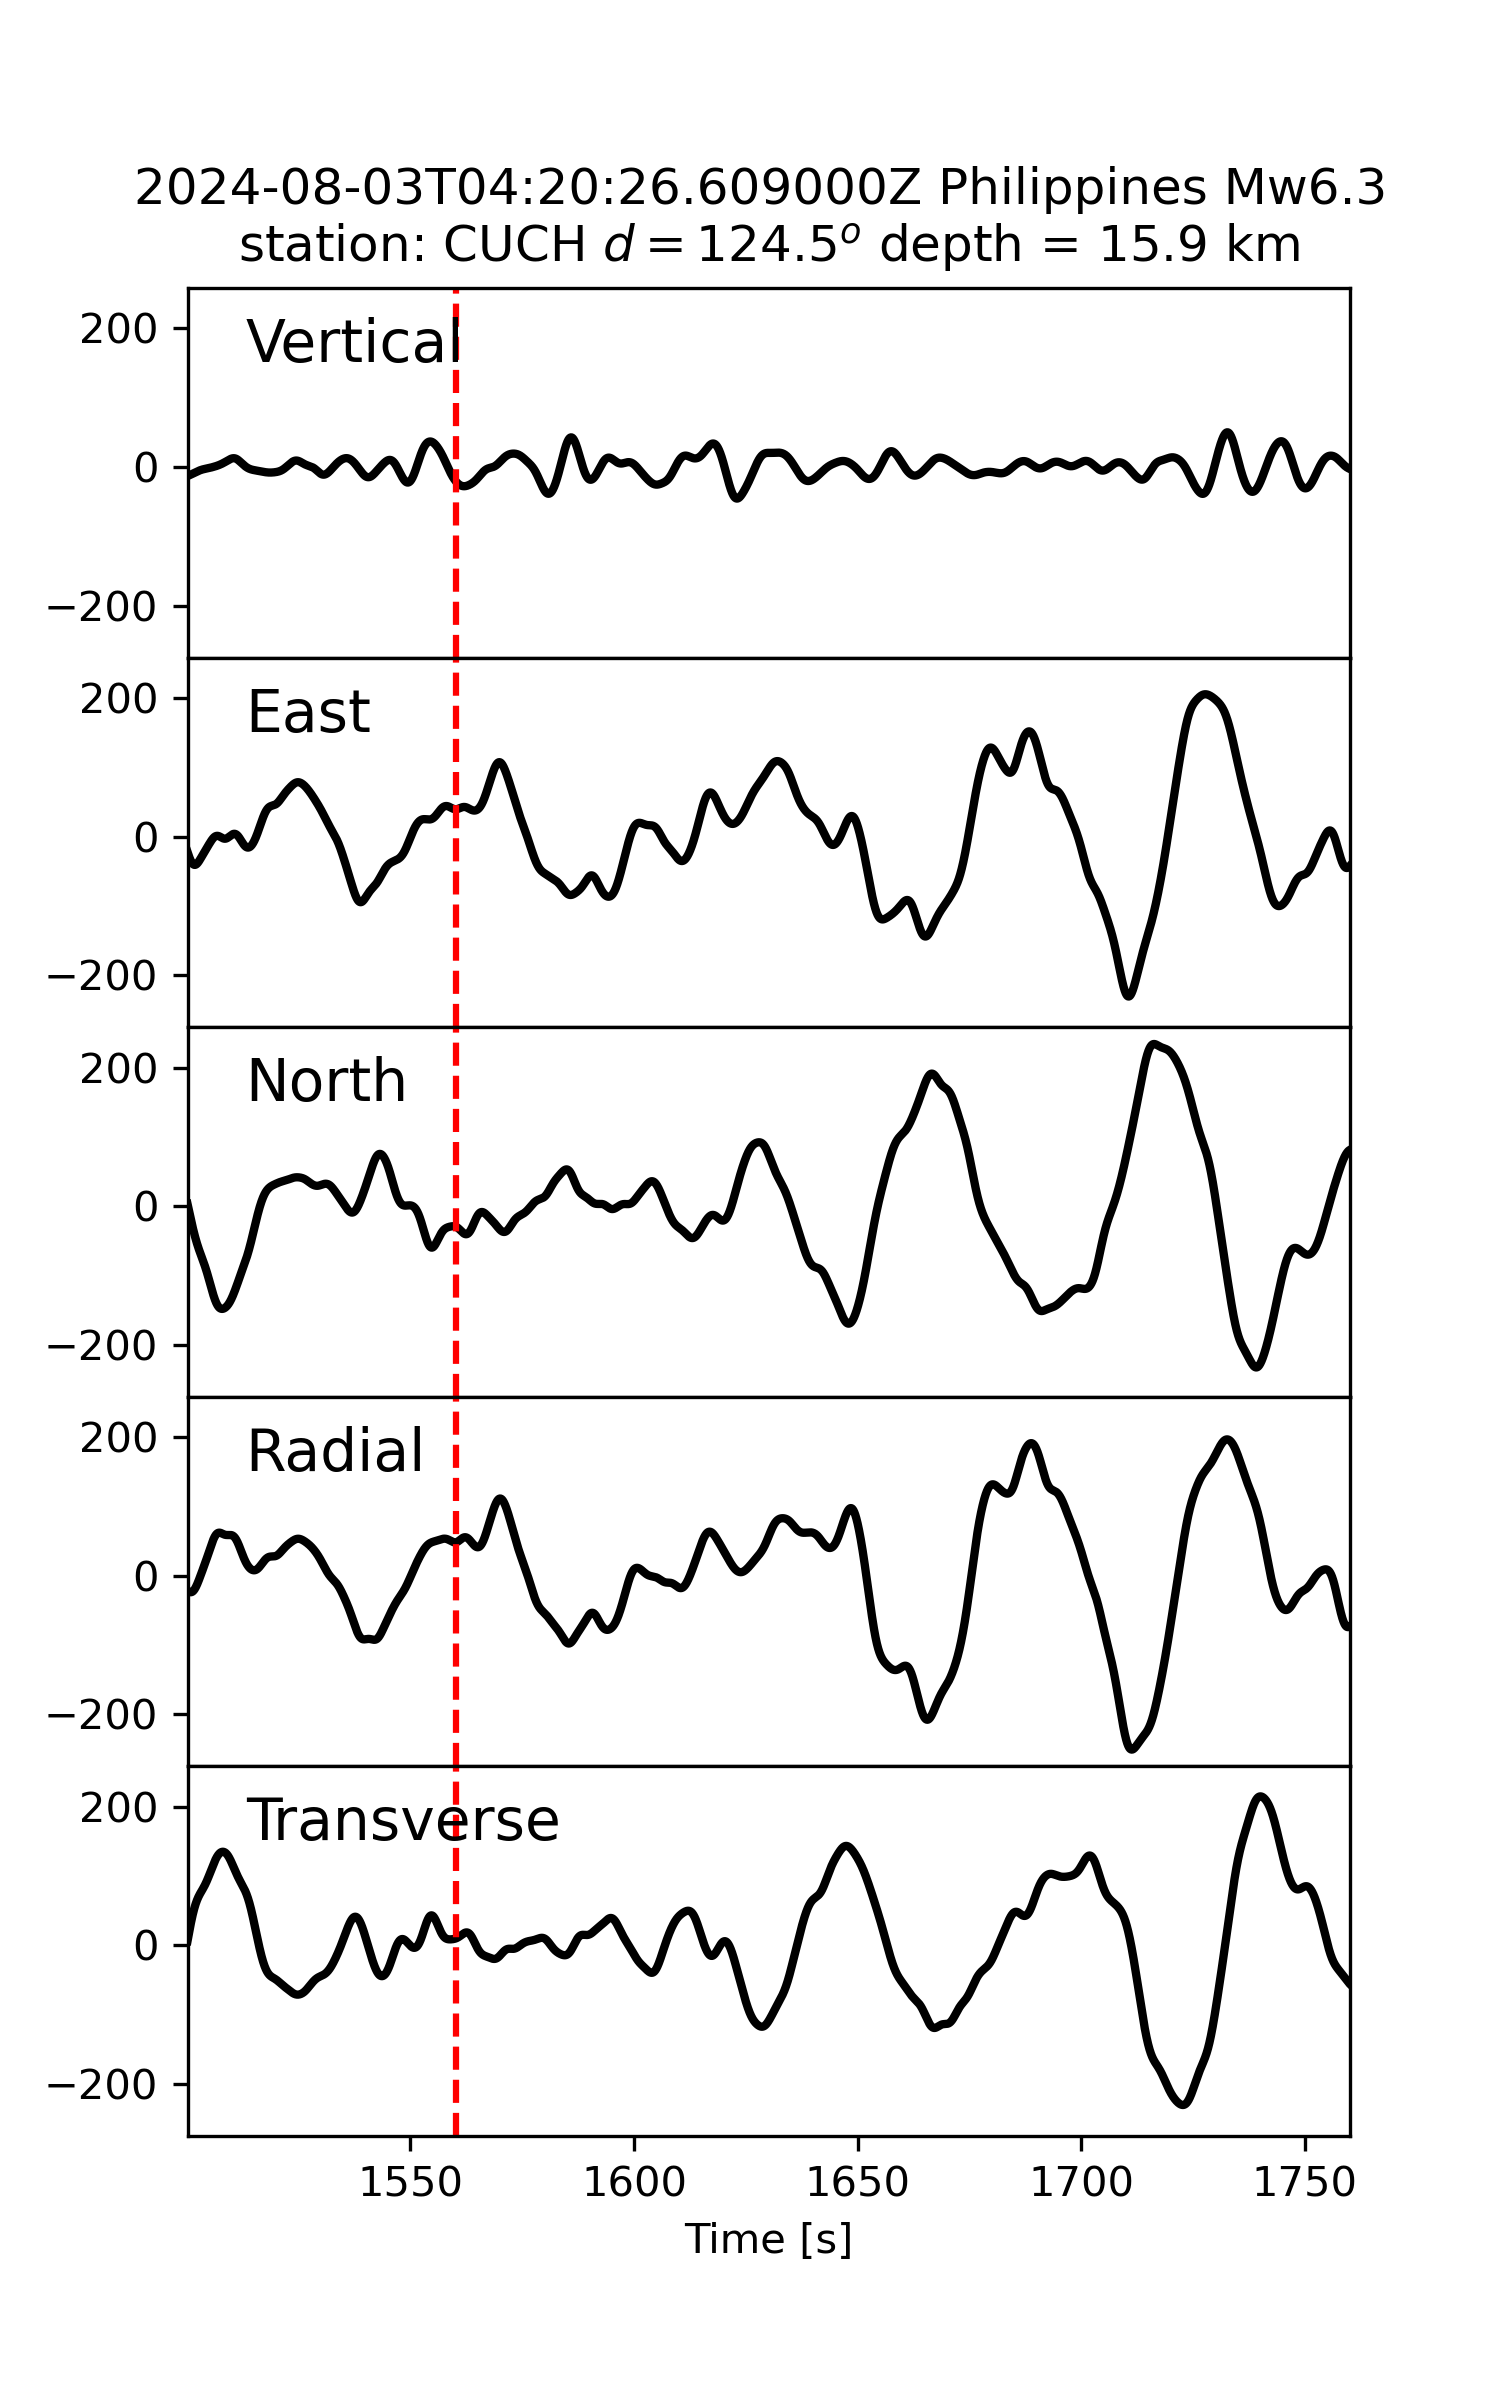 2024-08-03T04:20:26.609000Z Philippines Mw6.3
station: CUCH d = 124.5° depth = 15.9 km
Vertical
200
0
−200
East
200
0
−200
North
200
0
−200
Radial
200
0
−200
Transverse
200
0
−200
1550 1600 1650 1700 1750
Time [s]